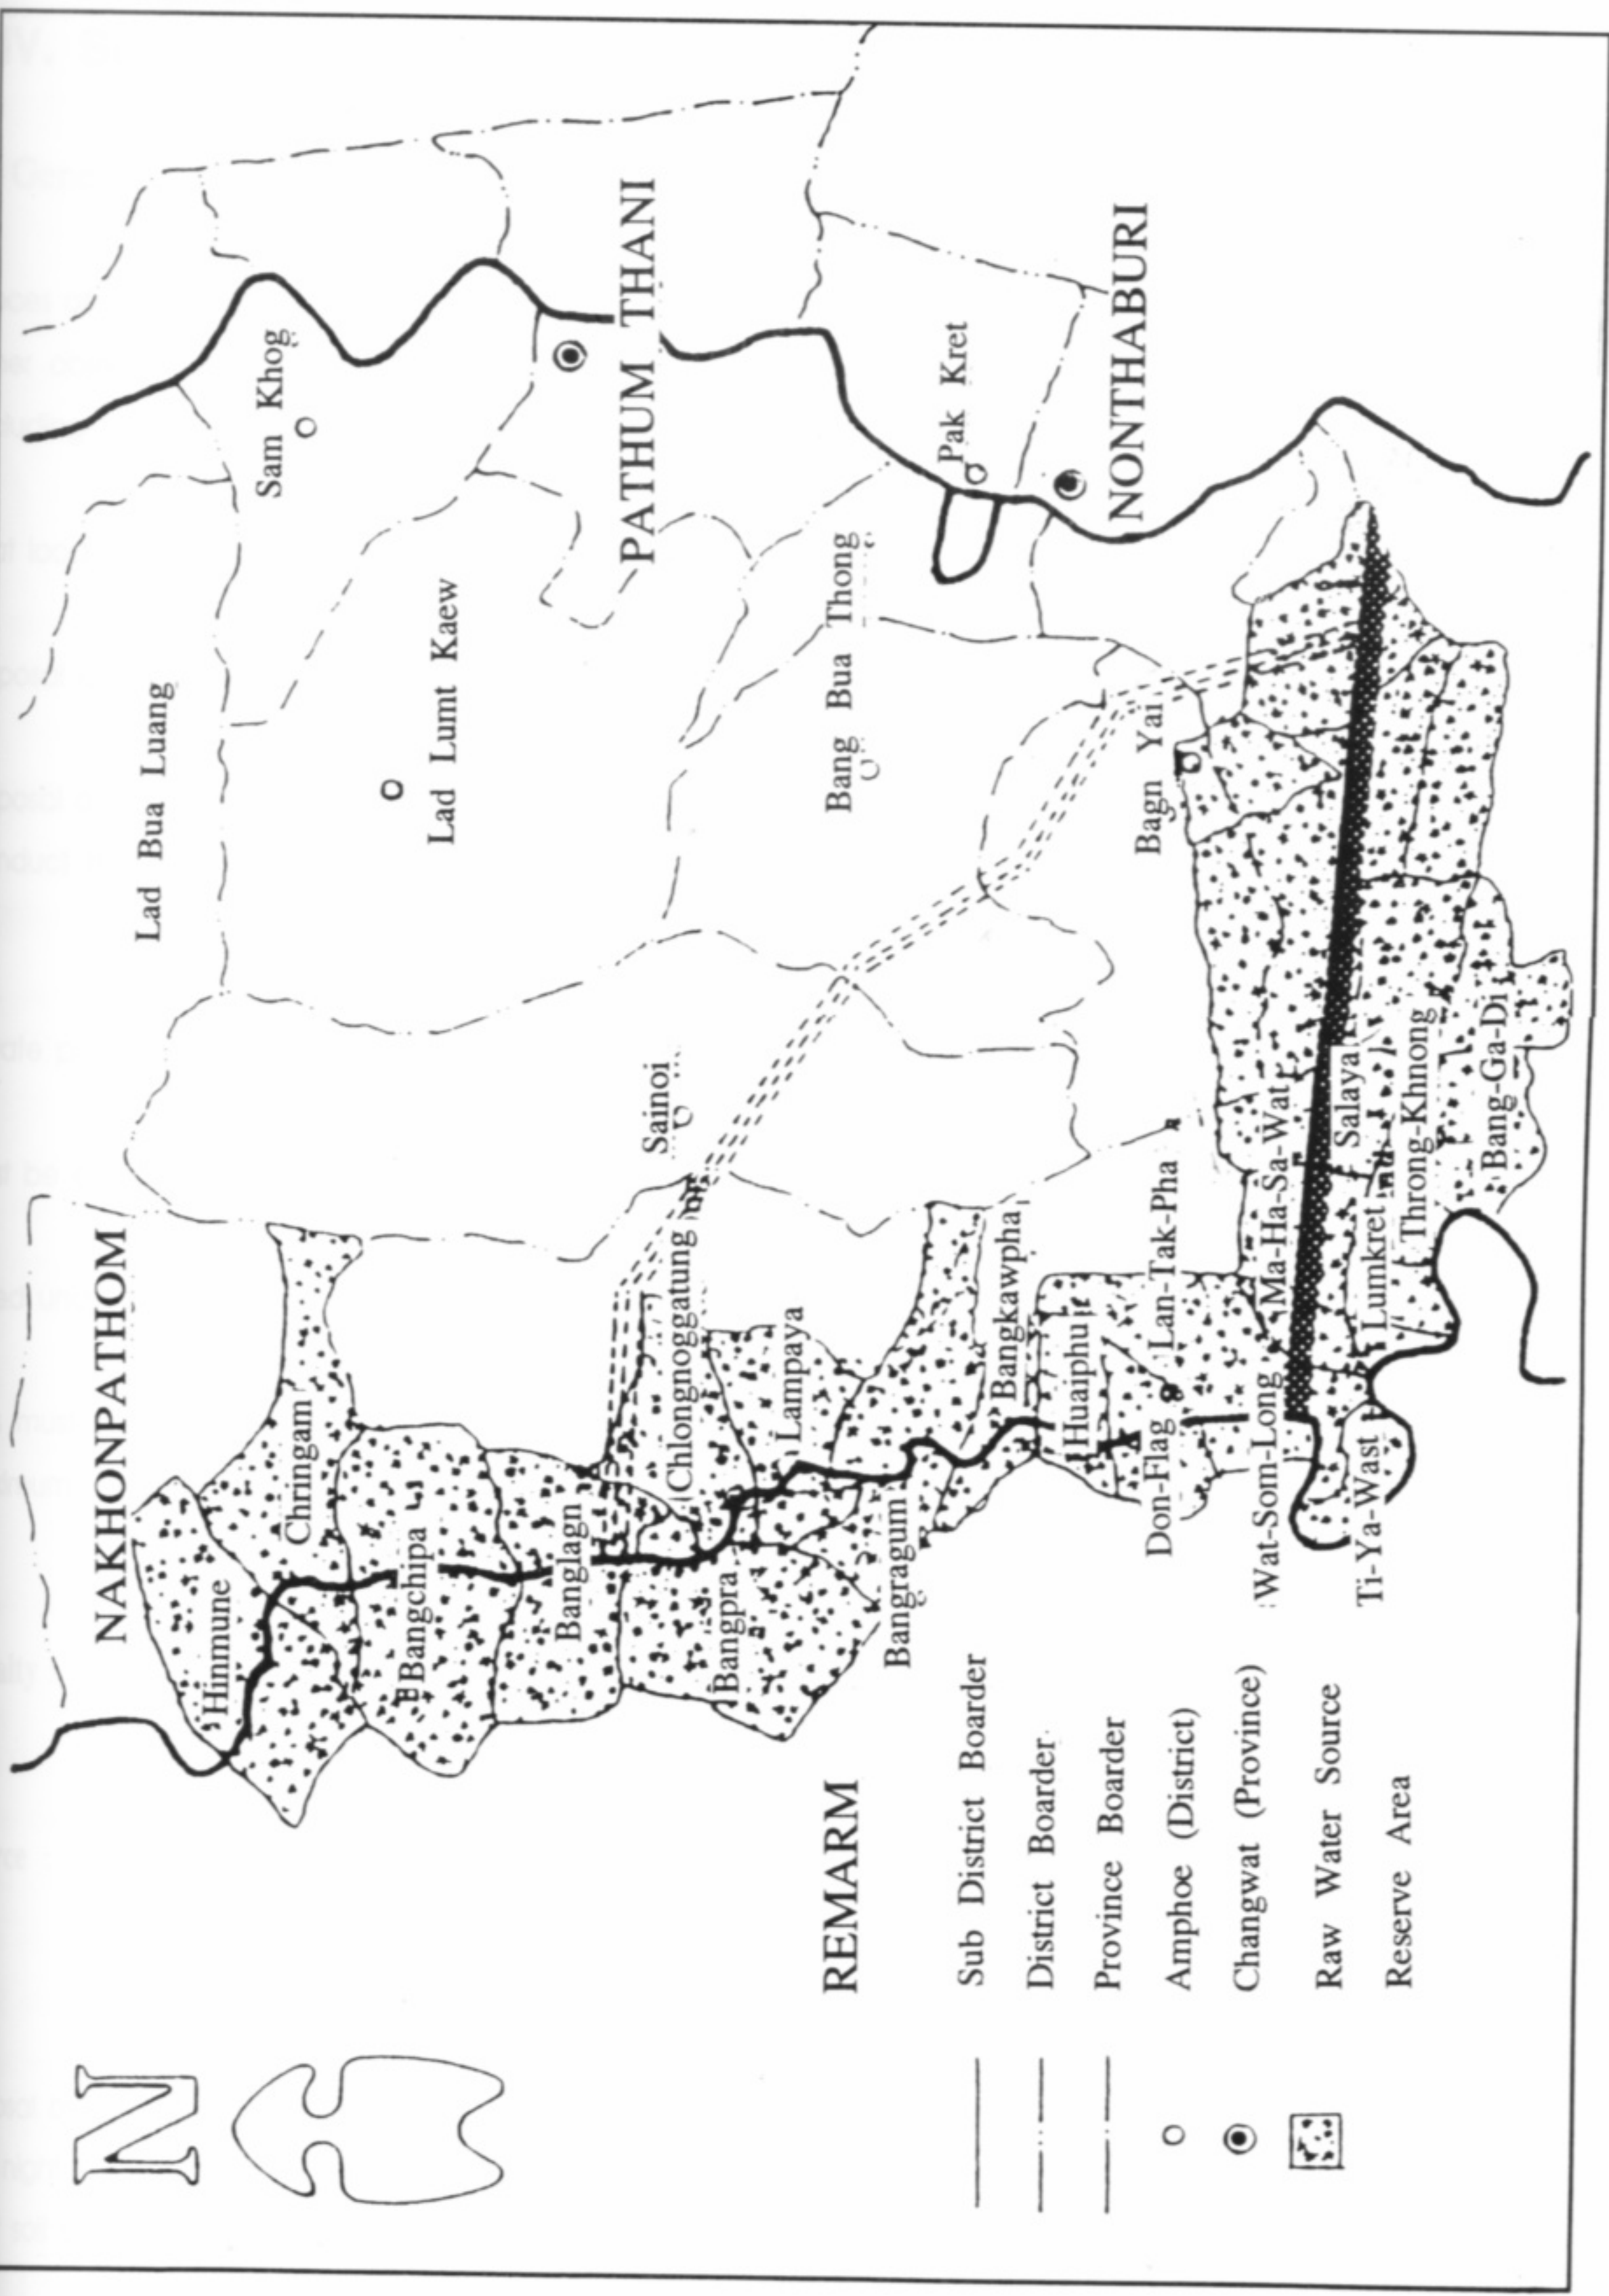 N
NAKHONPATHOM
Lad Bua Luang
Sam Khog
Lad Lumt Kaew
PATHUM THANI
Sainoi
Bang Bua Thong
Pak Kret
NONTHABURI
Bagn Yai
Hinmune
Chringam
Bangchipa
Banglagn
Chlongnoggatung
Bangpra
Lampaya
Bangragum
Bangkawpha
Huaiphu
Don-Flag
Lan-Tak-Pha
Wat-Som-Long
Ma-Ha-Sa-Wat
Salaya
Ti-Ya-Wast
Lumkret
Throng-Khnong
Bang-Ga-Di
REMARM
Sub District Boarder
District Boarder
Province Boarder
Amphoe (District)
Changwat (Province)
Raw Water Source
Reserve Area